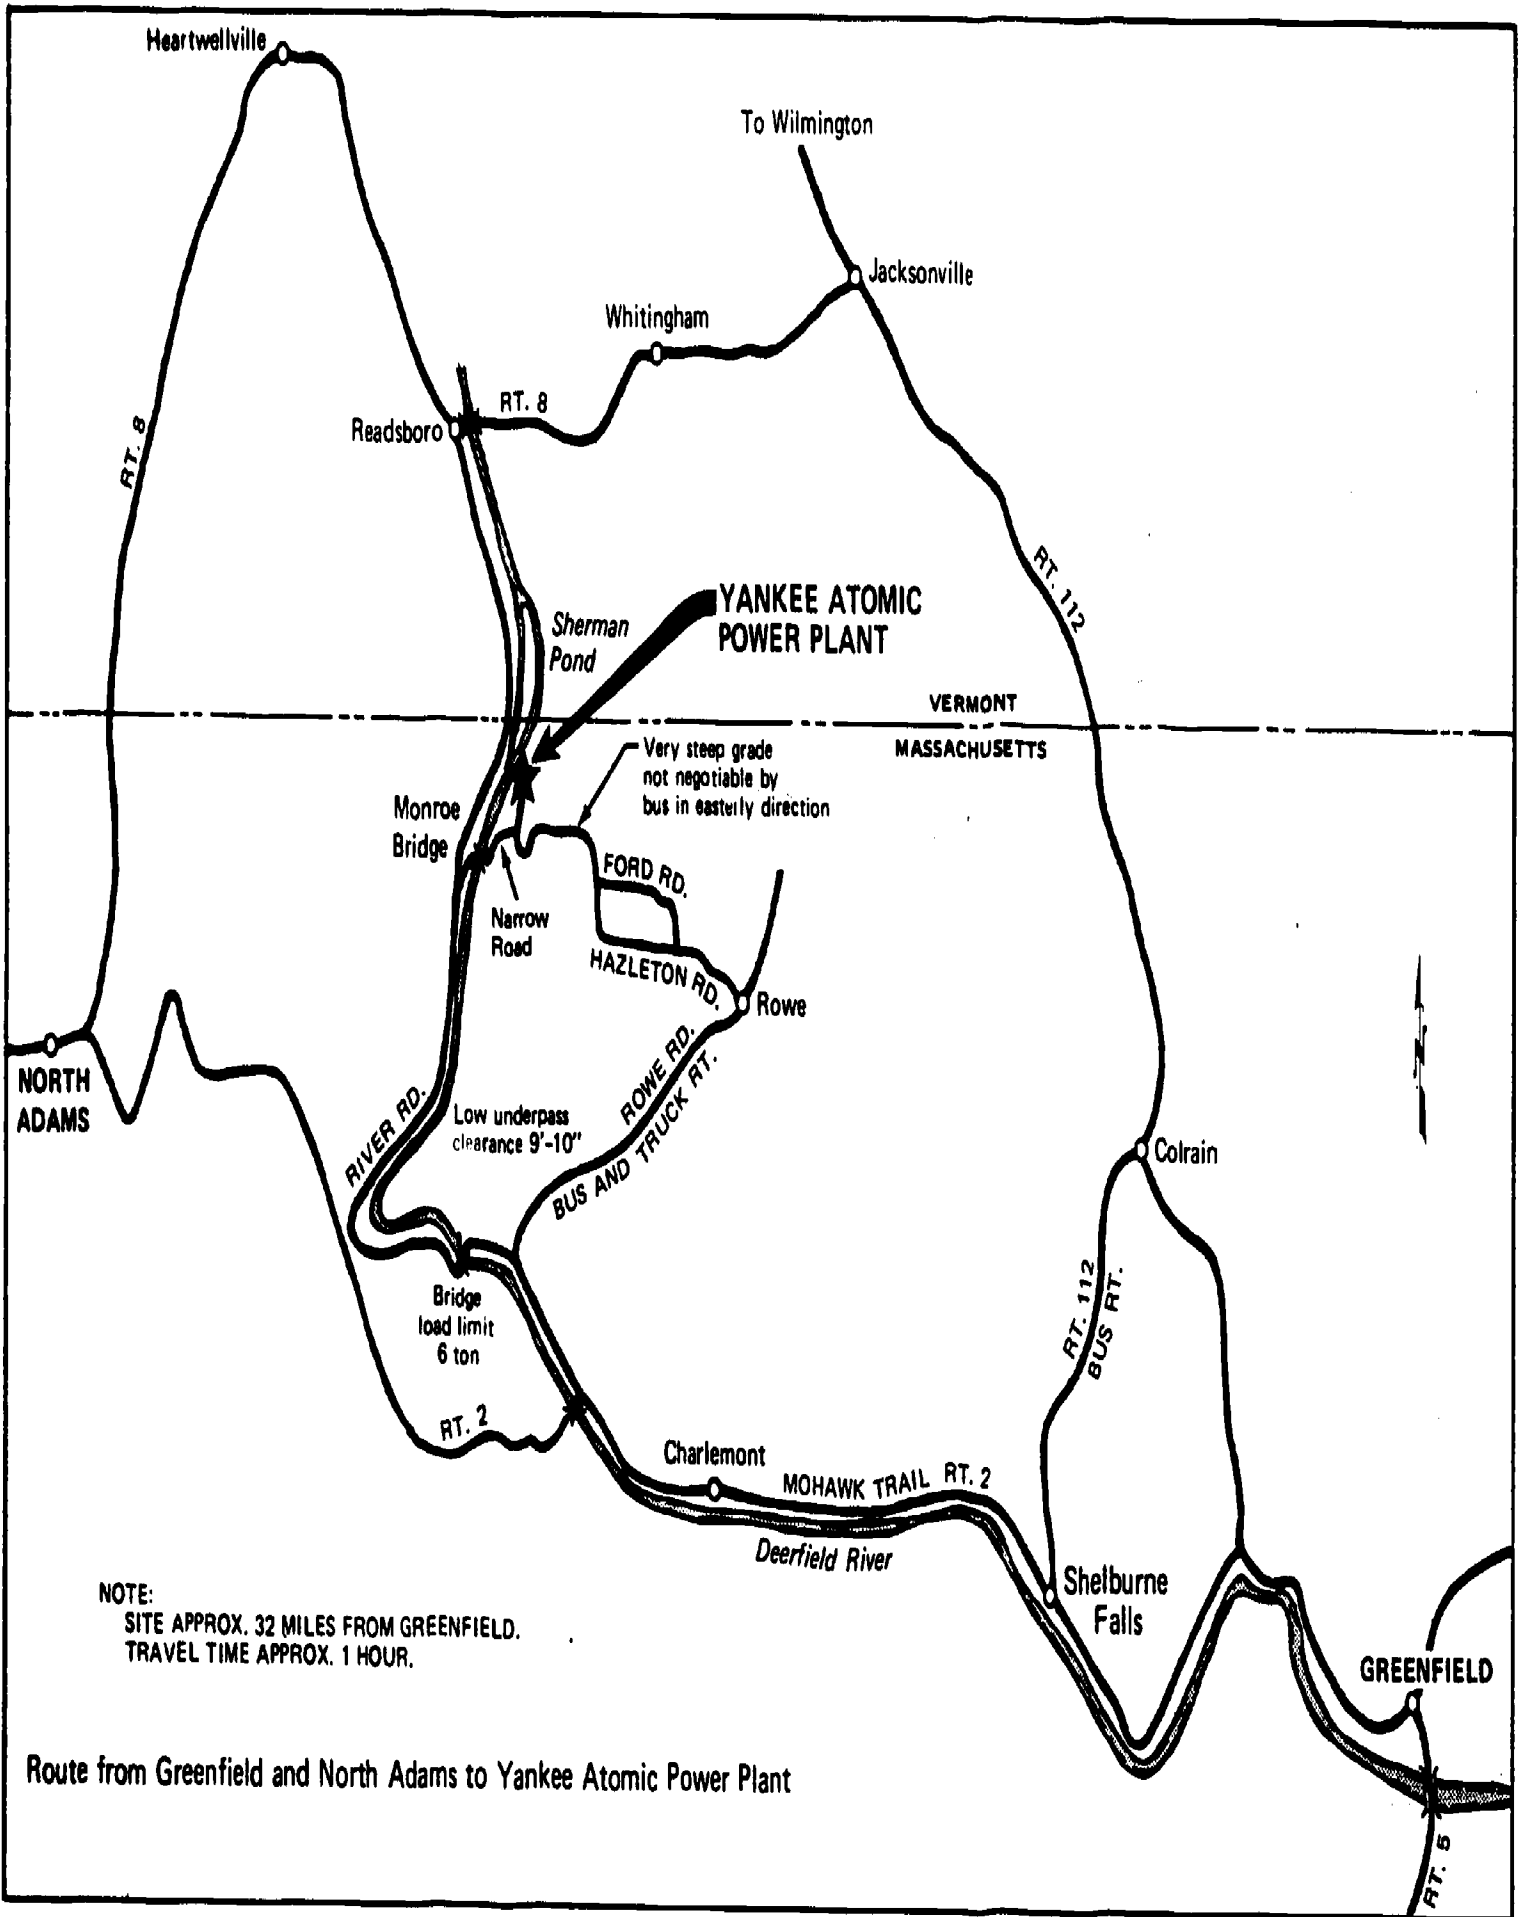 Heartwellville
To Wilmington
Jacksonville
Whitingham
RT. 8
Readsboro
RT. 8
RT. 112
Sherman
Pond
YANKEE ATOMIC
POWER PLANT
VERMONT
MASSACHUSETTS
Very steep grade
not negotiable by
bus in easterly direction
Monroe
Bridge
FORD RD.
Narrow
Road
HAZLETON RD.
Rowe
N
NORTH
ADAMS
ROWE RD.
BUS AND TRUCK RT.
RIVER RD.
Low underpass
clearance 9'-10"
Colrain
RT. 112
BUS RT.
Bridge
load limit
6 ton
RT. 2
Charlemont
MOHAWK TRAIL RT. 2
Deerfield River
Shelburne
Falls
NOTE:
SITE APPROX. 32 MILES FROM GREENFIELD.
TRAVEL TIME APPROX. 1 HOUR.
GREENFIELD
Route from Greenfield and North Adams to Yankee Atomic Power Plant
RT. 5